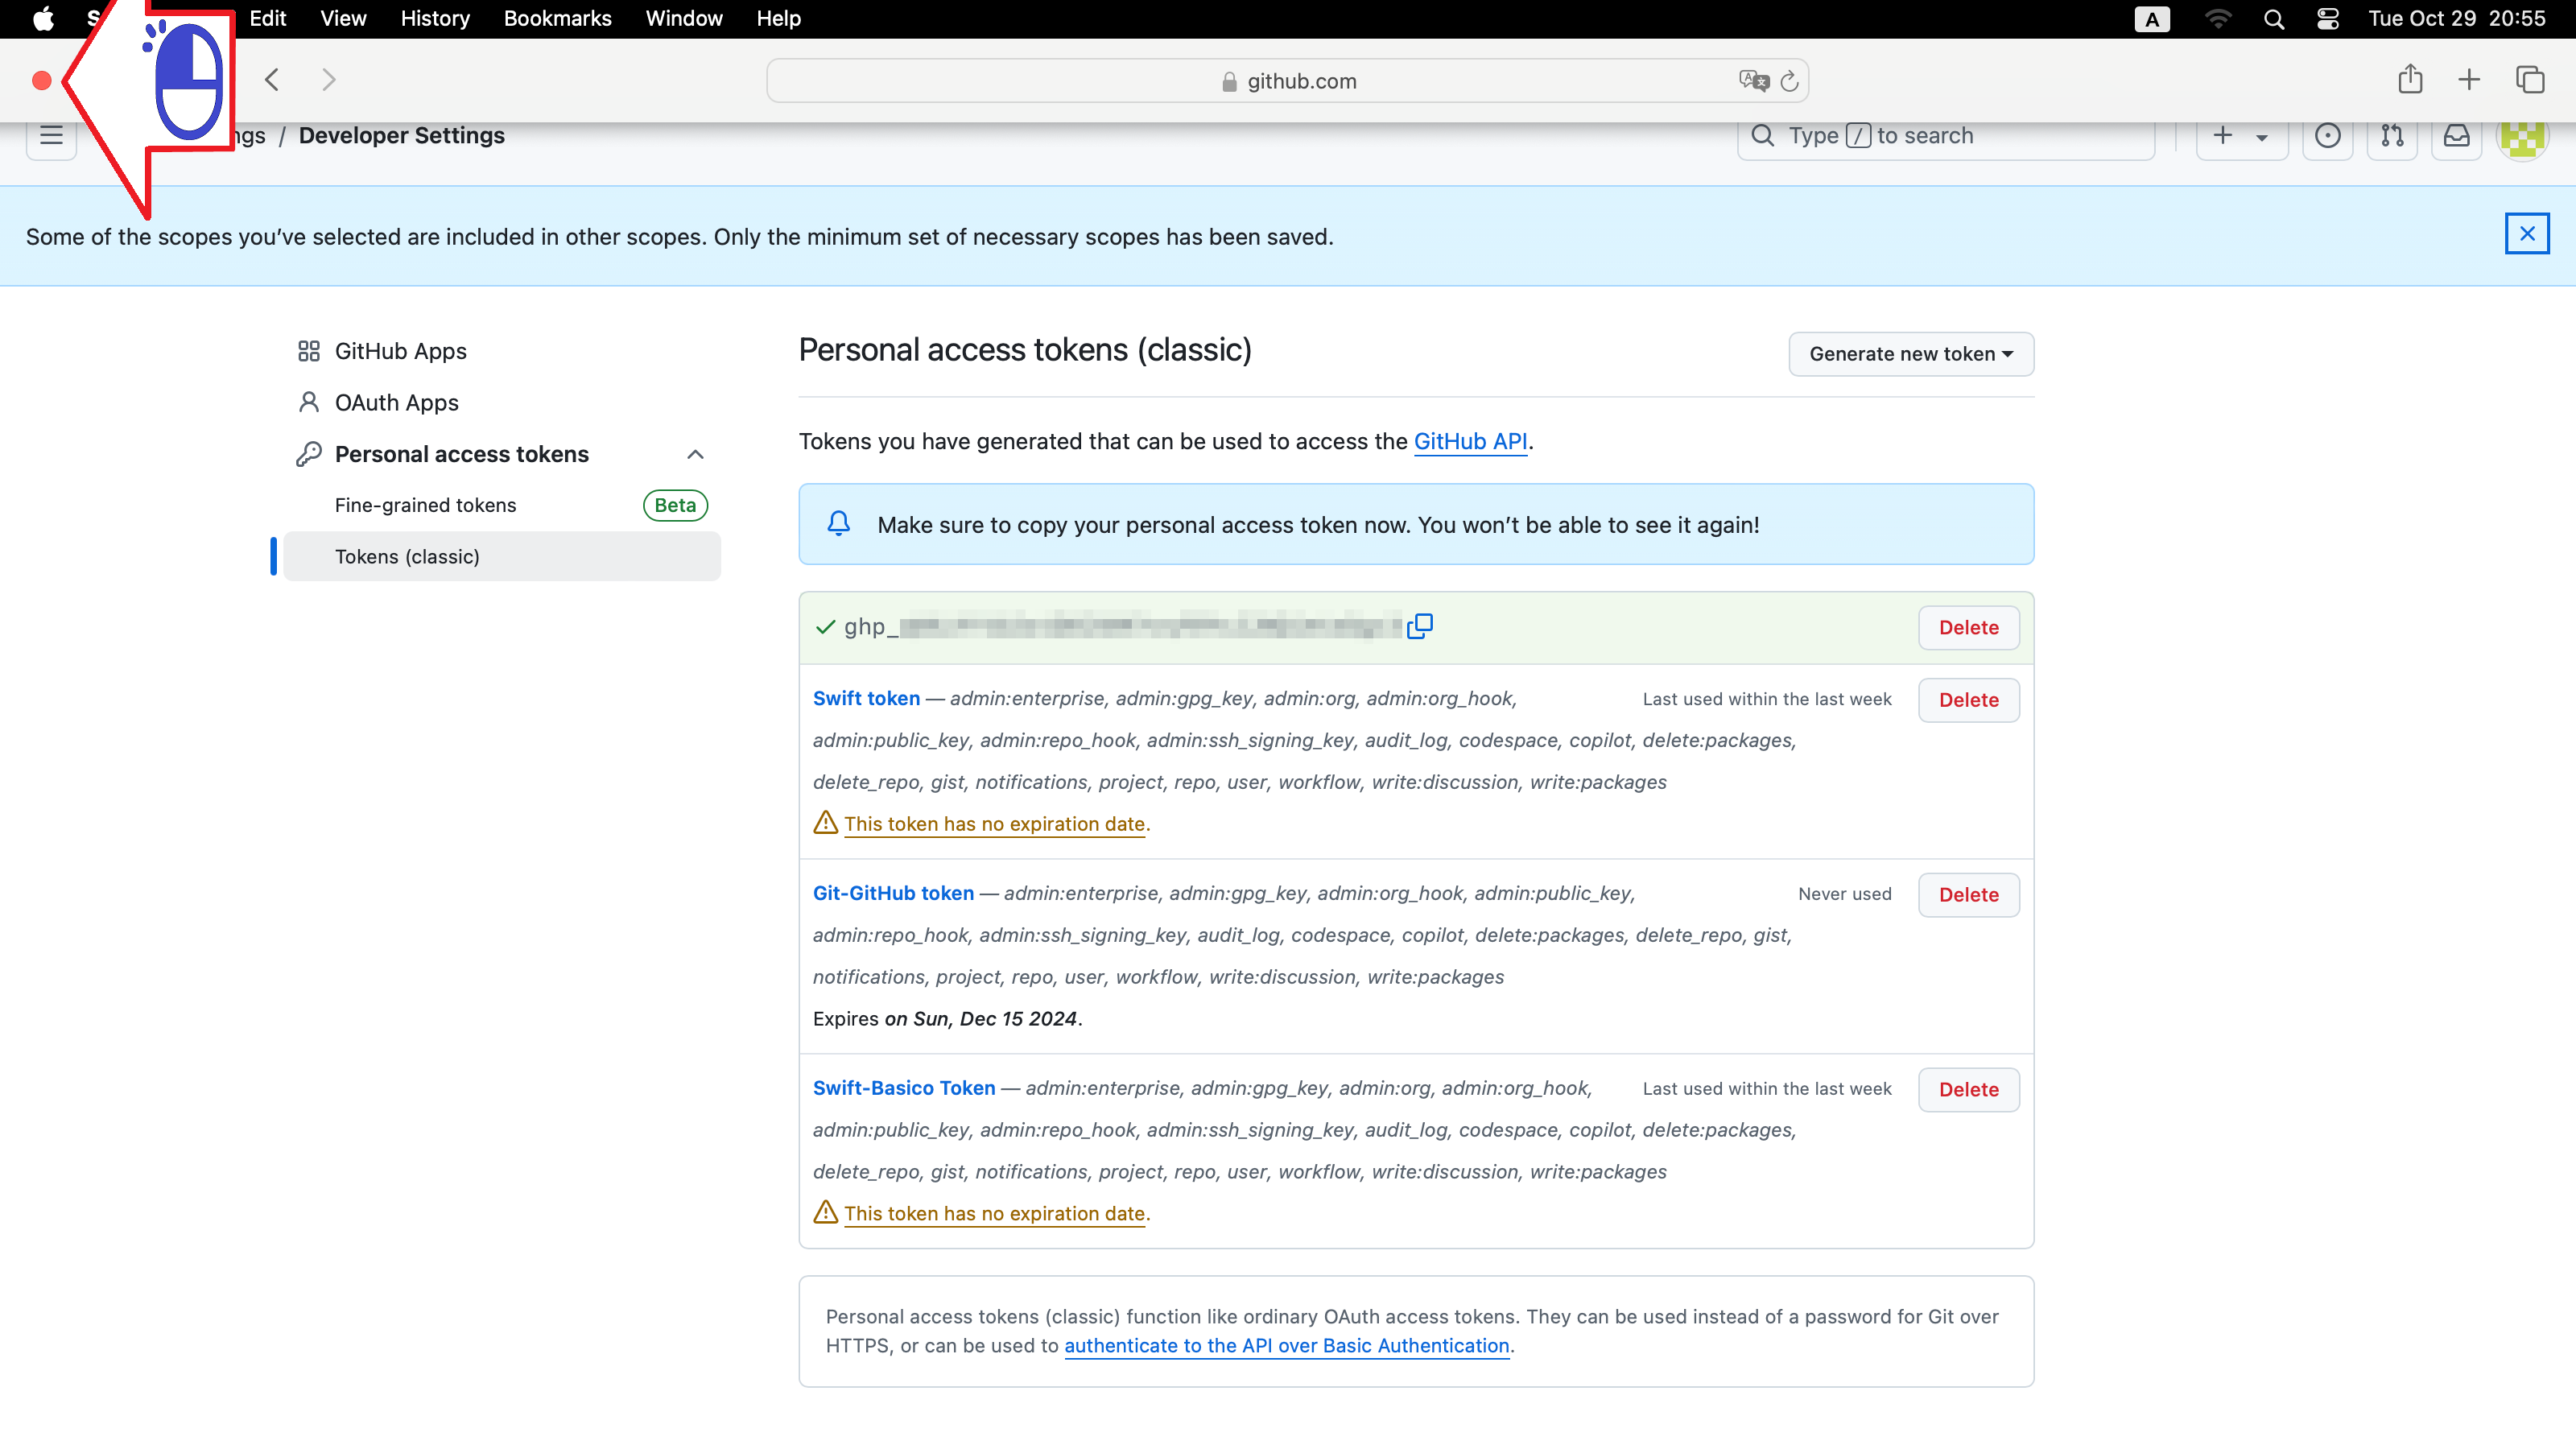 Edit View History Bookmarks Window Help
A
Tue Oct 29 20:55
github.com
/ Developer Settings
Type / to search
Some of the scopes you’ve selected are included in other scopes. Only the minimum set of necessary scopes has been saved.
GitHub Apps
OAuth Apps
Personal access tokens
Fine-grained tokens Beta
Tokens (classic)
Personal access tokens (classic)
Generate new token
Tokens you have generated that can be used to access the GitHub API.
Make sure to copy your personal access token now. You won’t be able to see it again!
ghp_
Delete
Swift token — admin:enterprise, admin:gpg_key, admin:org, admin:org_hook,
admin:public_key, admin:repo_hook, admin:ssh_signing_key, audit_log, codespace, copilot, delete:packages,
delete_repo, gist, notifications, project, repo, user, workflow, write:discussion, write:packages
Last used within the last week
Delete
This token has no expiration date.
Git-GitHub token — admin:enterprise, admin:gpg_key, admin:org_hook, admin:public_key,
admin:repo_hook, admin:ssh_signing_key, audit_log, codespace, copilot, delete:packages, delete_repo, gist,
notifications, project, repo, user, workflow, write:discussion, write:packages
Never used
Delete
Expires on Sun, Dec 15 2024.
Swift-Basico Token — admin:enterprise, admin:gpg_key, admin:org, admin:org_hook,
admin:public_key, admin:repo_hook, admin:ssh_signing_key, audit_log, codespace, copilot, delete:packages,
delete_repo, gist, notifications, project, repo, user, workflow, write:discussion, write:packages
Last used within the last week
Delete
This token has no expiration date.
Personal access tokens (classic) function like ordinary OAuth access tokens. They can be used instead of a password for Git over
HTTPS, or can be used to authenticate to the API over Basic Authentication.